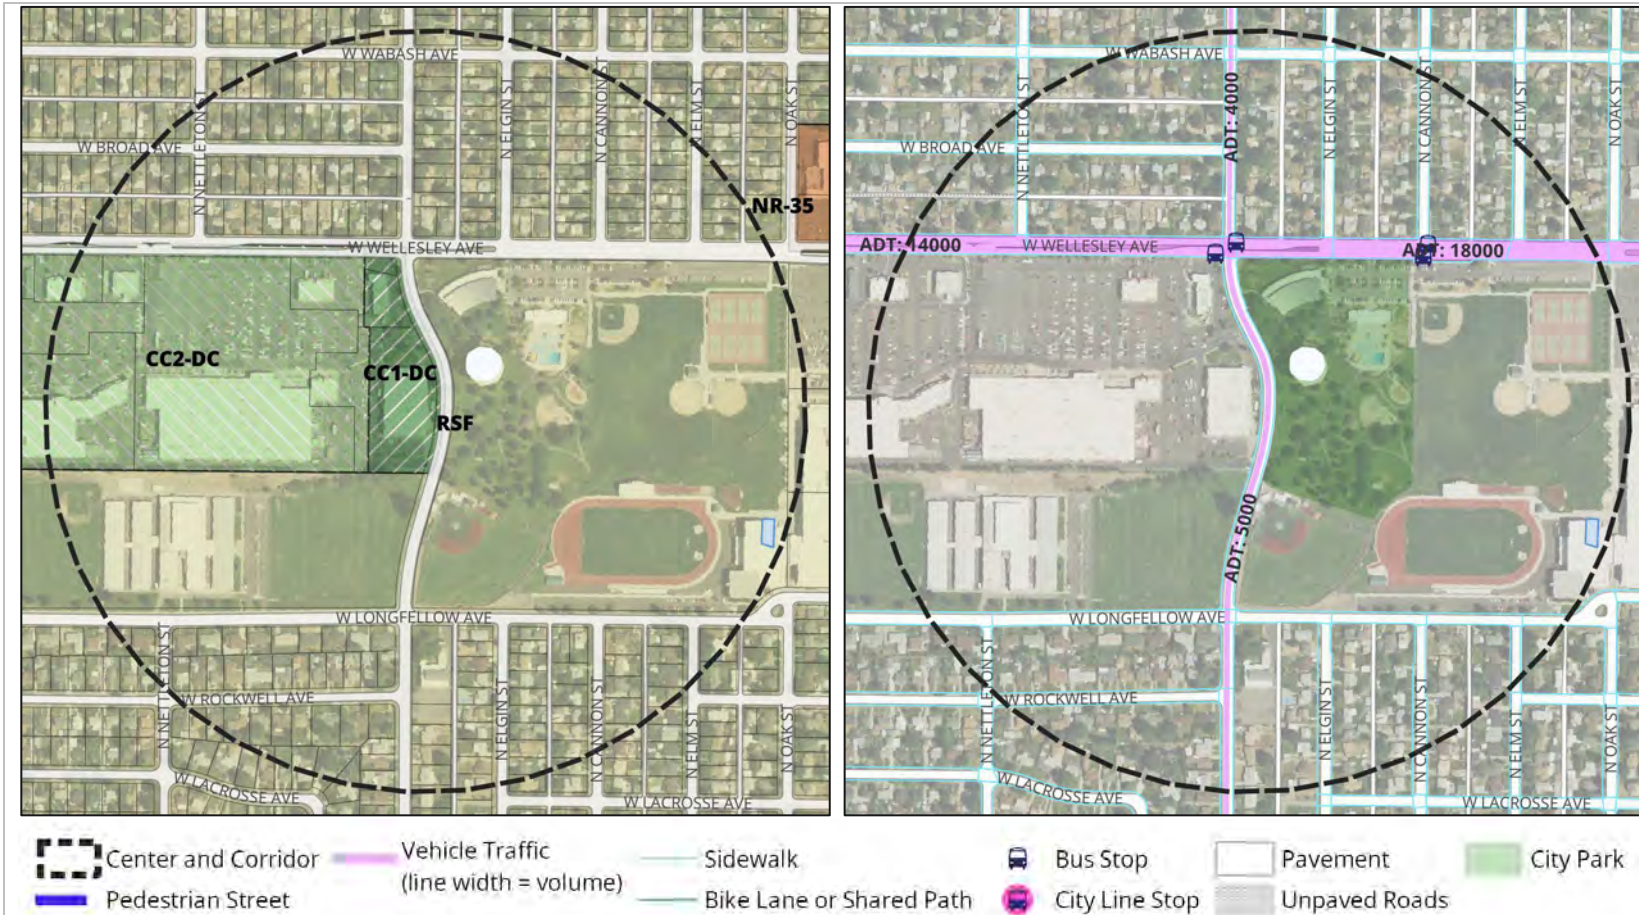 W WABASH AVE
N NETTLETON ST
N ELGIN ST
N CANNON ST
N ELM ST
N OAK ST
W BROAD AVE
NR-35
W WELLESLEY AVE
CC2-DC
CC1-DC
RSF
W LONGFELLOW AVE
N NETTLETON ST
W ROCKWELL AVE
N ELGIN ST
N CANNON ST
N ELM ST
N OAK ST
W LACROSSE AVE
W LACROSSE AVE
W WABASH AVE
ADT: 4000
N NETTLETON ST
N ELGIN ST
N CANNON ST
N ELM ST
N OAK ST
W BROAD AVE
ADT: 14000
W WELLESLEY AVE
ADT: 18000
ADT: 5000
W LONGFELLOW AVE
N NETTLETON ST
W ROCKWELL AVE
N ELGIN ST
N CANNON ST
N ELM ST
N OAK ST
W LACROSSE AVE
W LACROSSE AVE
Center and Corridor
Pedestrian Street
Vehicle Traffic
(line width = volume)
Sidewalk
Bike Lane or Shared Path
Bus Stop
City Line Stop
Pavement
Unpaved Roads
City Park